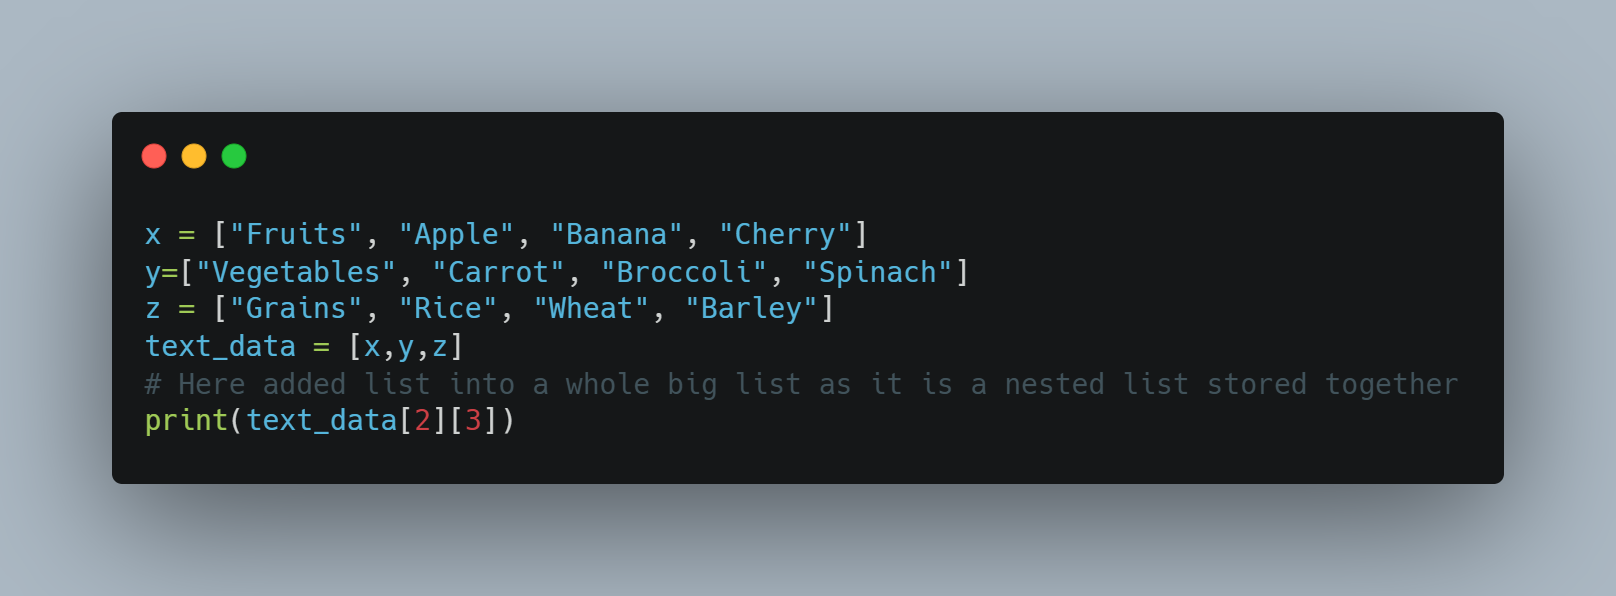 x = ["Fruits", "Apple", "Banana", "Cherry"]
y=["Vegetables", "Carrot", "Broccoli", "Spinach"]
z = ["Grains", "Rice", "Wheat", "Barley"]
text_data = [x,y,z]
# Here added list into a whole big list as it is a nested list stored together
print(text_data[2][3])